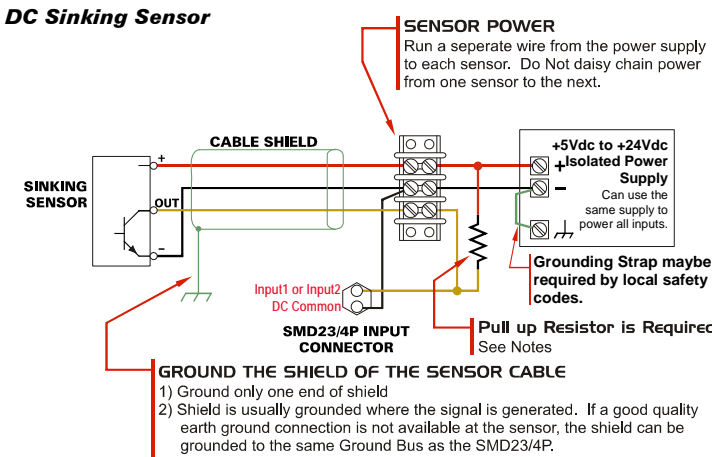 DC Sinking Sensor
SENSOR POWER
Run a seperate wire from the power supply
to each sensor. Do Not daisy chain power
from one sensor to the next.
CABLE SHIELD
SINKING
SENSOR
+
OUT
–
+5Vdc to +24Vdc
Isolated Power
Supply
Can use the
same supply to
power all inputs.
+
–
Grounding Strap maybe
required by local safety
codes.
Input1 or Input2
DC Common
SMD23/4P INPUT
CONNECTOR
Pull up Resistor is Required
See Notes
GROUND THE SHIELD OF THE SENSOR CABLE
1) Ground only one end of shield
2) Shield is usually grounded where the signal is generated. If a good quality
earth ground connection is not available at the sensor, the shield can be
grounded to the same Ground Bus as the SMD23/4P.